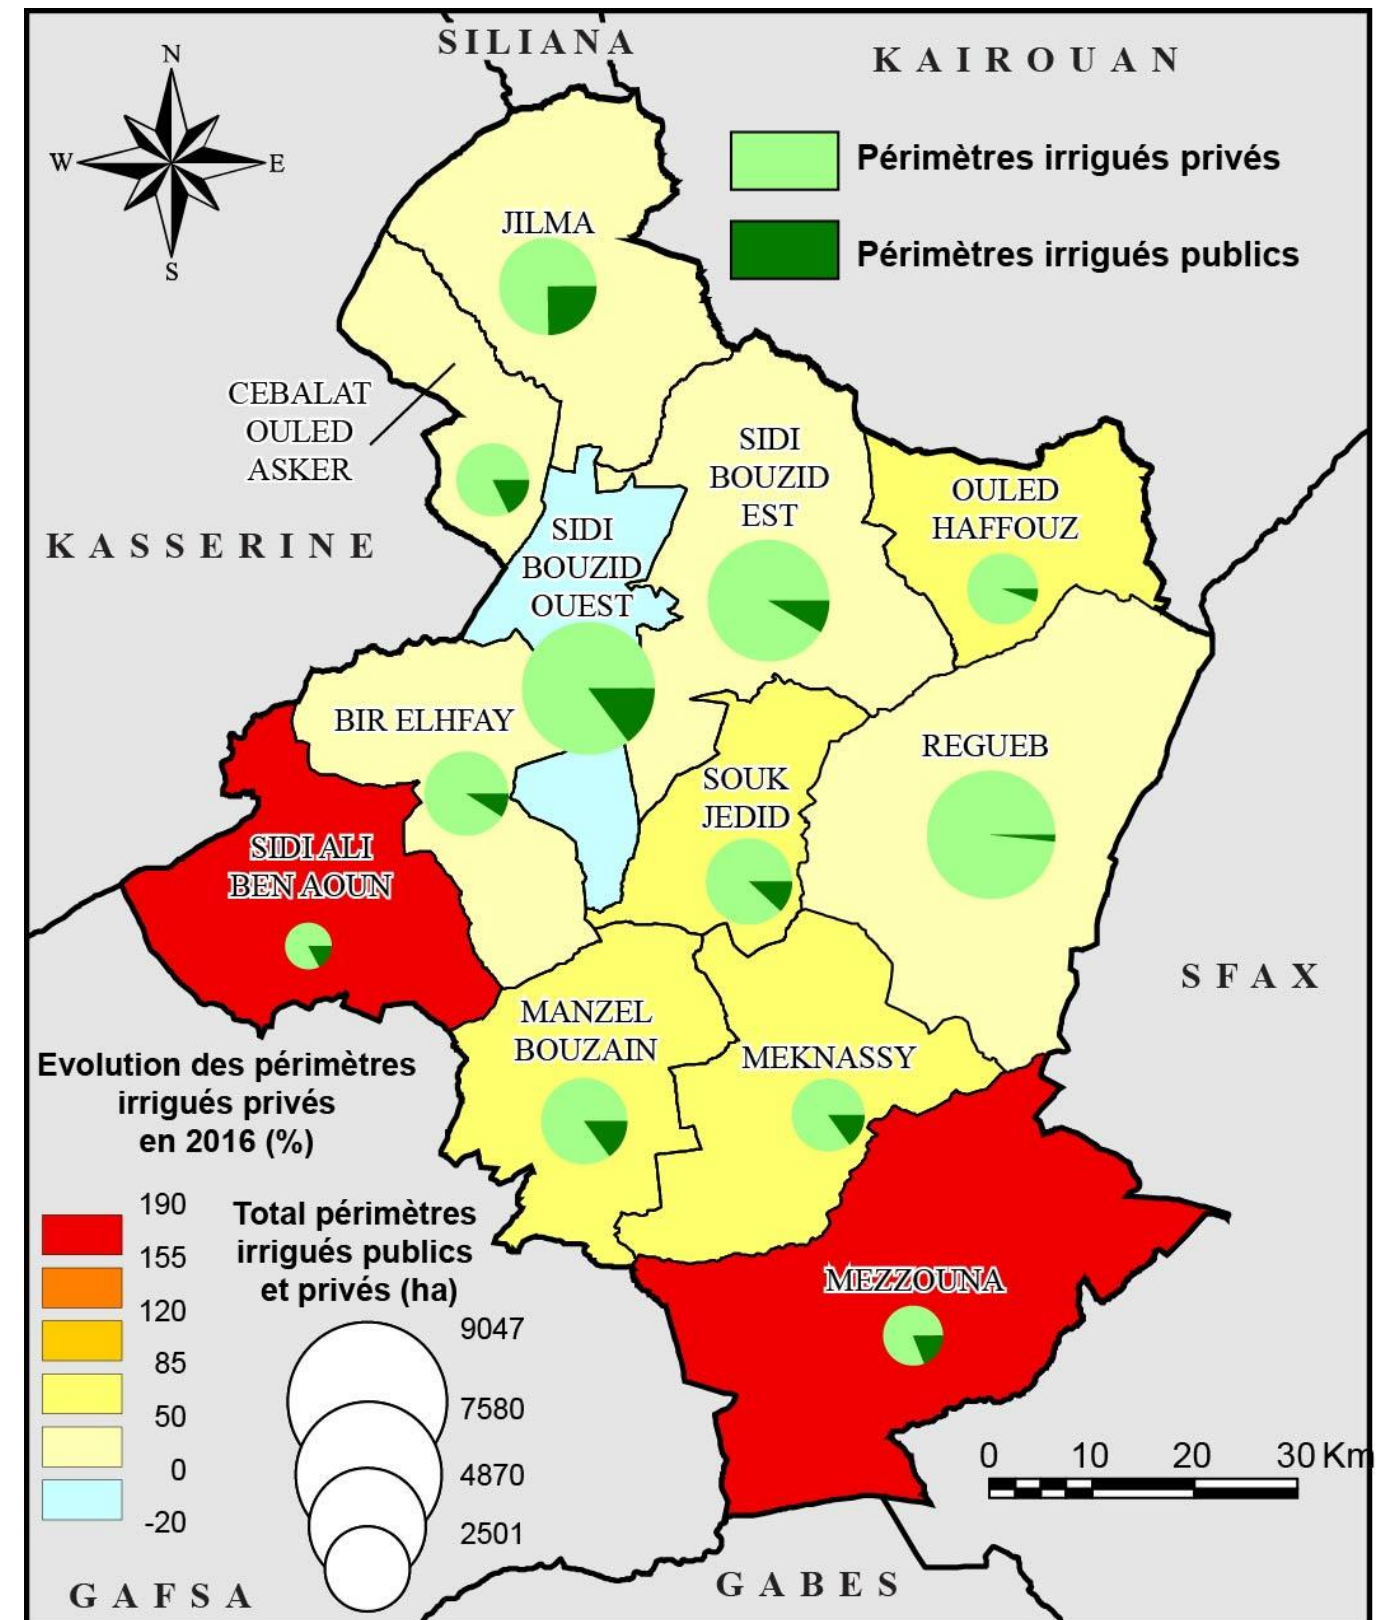 SILIANA
KAIROUAN
N
W
E
S
Périmètres irrigués privés
Périmètres irrigués publics
JILMA
CEBALAT
OULED
ASKER
SIDI
BOUZID
EST
OULED
HAFFOUZ
KASSERINE
SIDI
BOUZID
OUEST
BIR ELHFAY
REGUEB
SOUK
JEDID
SIDI ALI
BEN AOUN
SFAX
MANZEL
BOUZAIN
MEKNASSY
MEZZOUNA
Evolution des périmètres
irrigués privés
en 2016 (%)
190
155
120
85
50
0
-20
Total périmètres
irrigués publics
et privés (ha)
9047
7580
4870
2501
0 10 20 30 Km
GAFSA
GABES